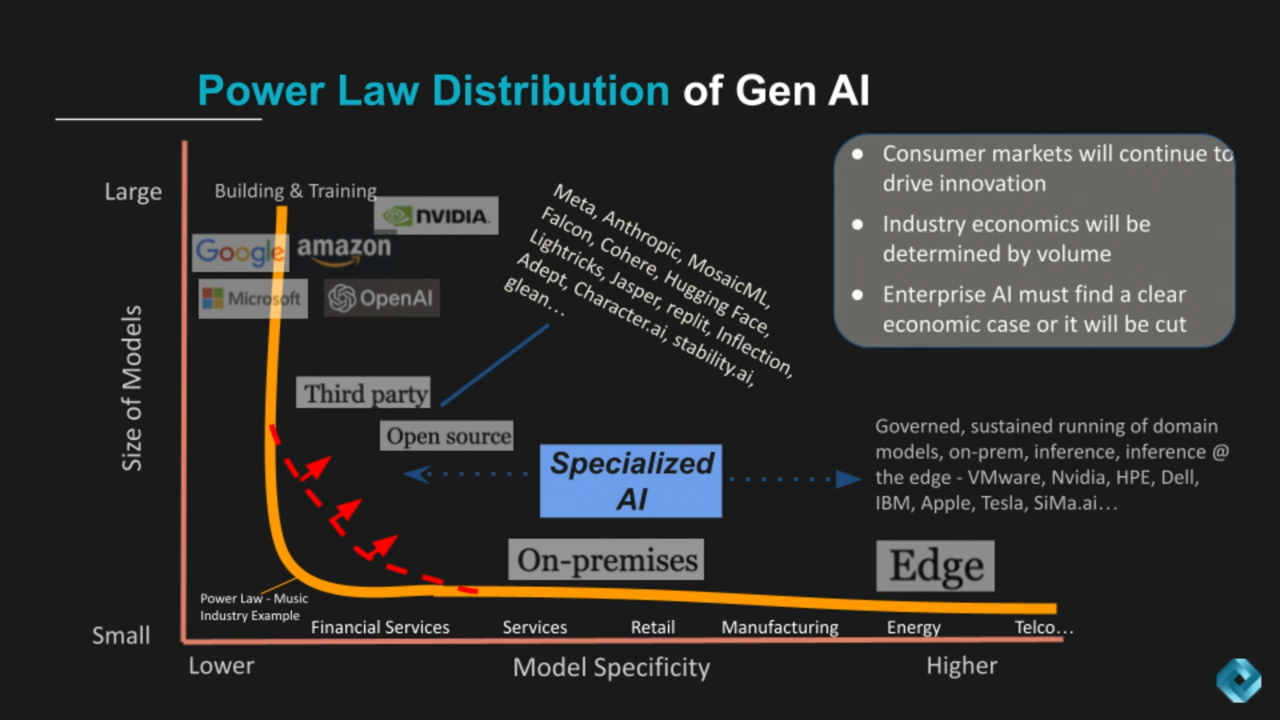 Power Law Distribution of Gen AI
Large
Building & Training
NVIDIA.
Google
amazon
Microsoft
OpenAI
Meta, Anthropic, MosaicML,
Falcon, Cohere, Hugging Face,
Lightricks, Jasper, replit, Inflection,
Adept, Character.ai, stability.ai,
glean...
● Consumer markets will continue to
drive innovation
● Industry economics will be
determined by volume
● Enterprise AI must find a clear
economic case or it will be cut
Size of Models
Third party
Open source
Specialized
AI
Governed, sustained running of domain
models, on-prem, inference, inference @
the edge - VMware, Nvidia, HPE, Dell,
IBM, Apple, Tesla, SiMa.ai...
On-premises
Edge
Power Law - Music
Industry Example
Financial Services
Services
Retail
Manufacturing
Energy
Telco...
Small
Lower
Model Specificity
Higher